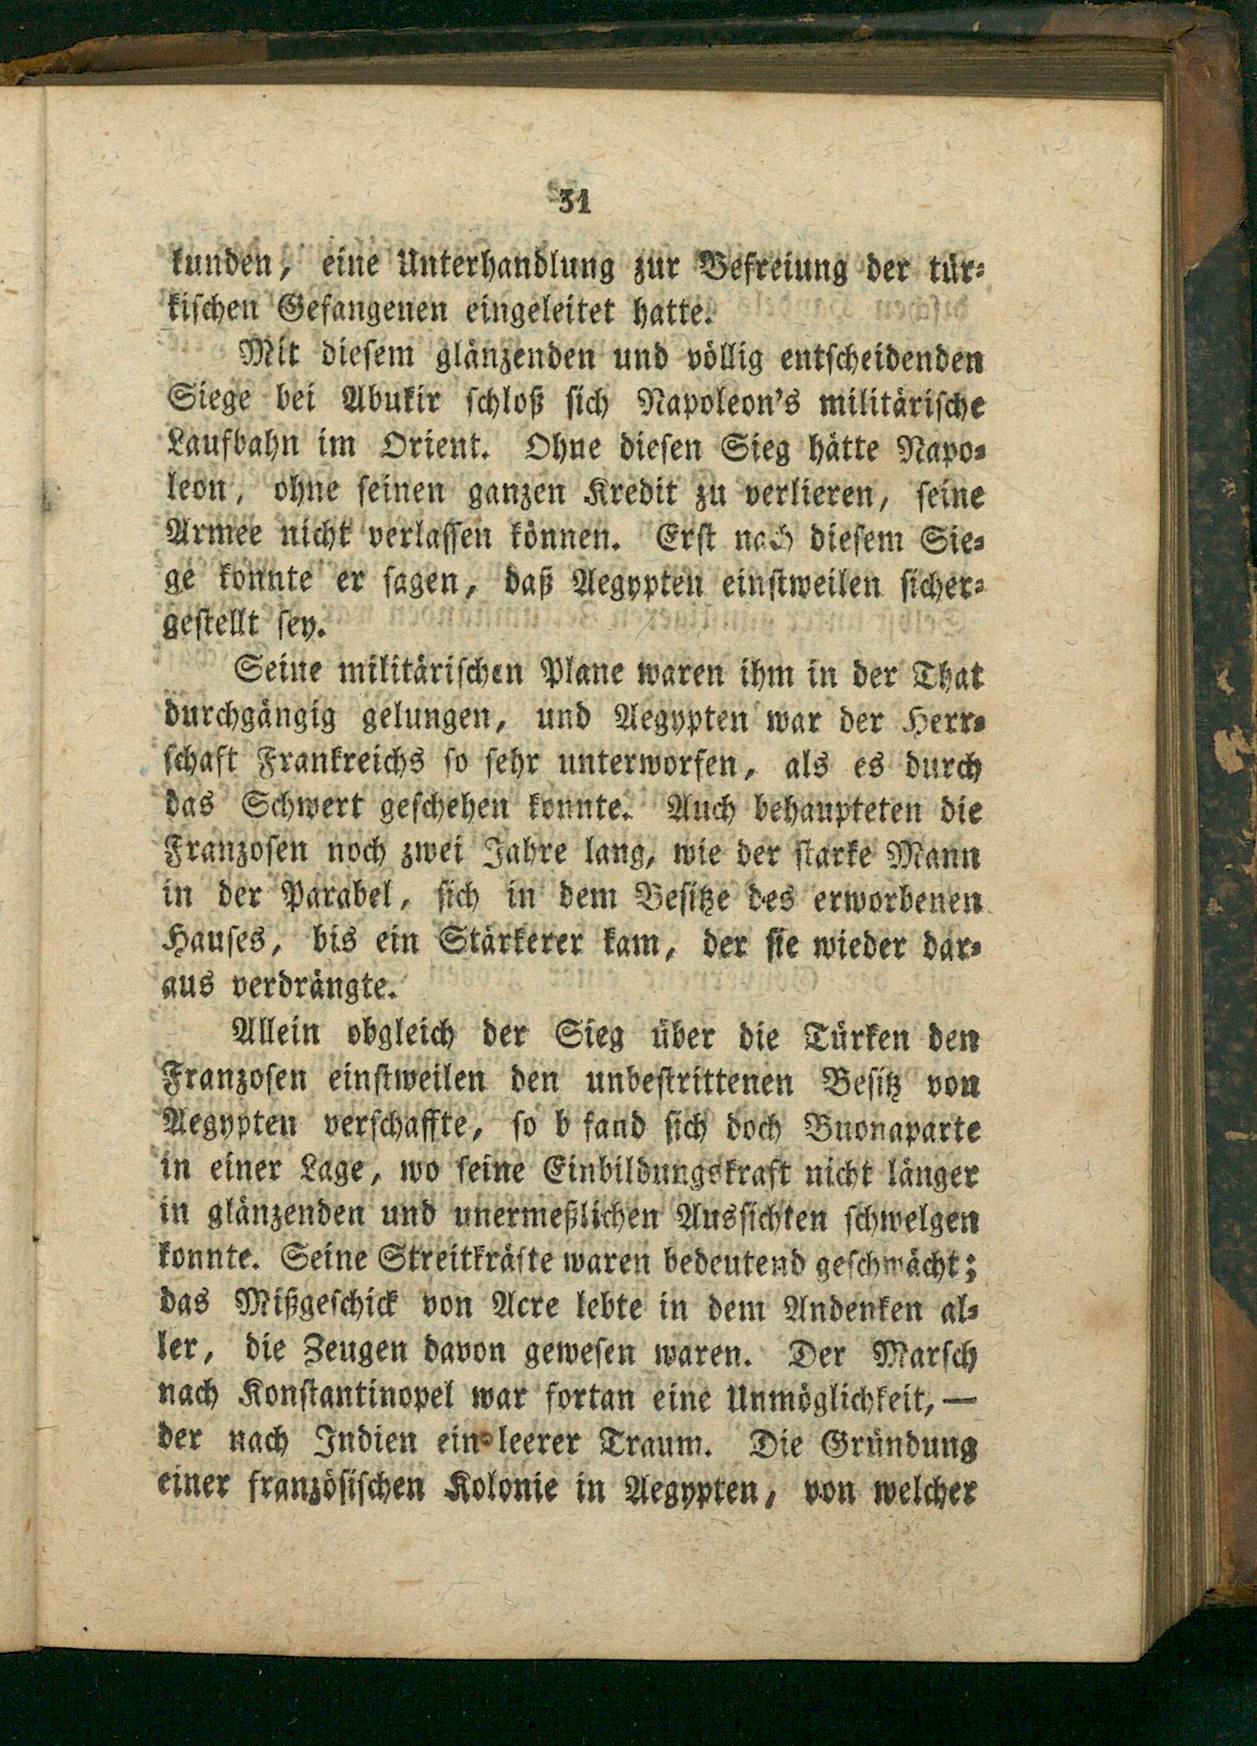 31
kunden, eine Unterhandlung zur Befreiung der tür-
kischen Gefangenen eingeleitet hatte.
Mit diesem glänzenden und völlig entscheidenden
Siege bei Abukir schloß sich Napoleon's militärische
Laufbahn im Orient. Ohne diesen Sieg hätte Napo-
leon, ohne seinen ganzen Kredit zu verlieren, seine
Armee nicht verlassen können. Erst nach diesem Sie-
ge konnte er sagen, daß Aegypten einstweilen sicher-
gestellt sey.
Seine militärischen Plane waren ihm in der That
durchgängig gelungen, und Aegypten war der Herr-
schaft Frankreichs so sehr unterworfen, als es durch
das Schwert geschehen konnte. Auch behaupteten die
Franzosen noch zwei Jahre lang, wie der starke Mann
in der Parabel, sich in dem Besitze des erworbenen
Hauses, bis ein Stärkerer kam, der sie wieder dar-
aus verdrängte.
Allein obgleich der Sieg über die Türken den
Franzosen einstweilen den unbestrittenen Besitz von
Aegypten verschaffte, so b fand sich doch Buonaparte
in einer Lage, wo seine Einbildungskraft nicht länger
in glänzenden und unermeßlichen Aussichten schwelgen
konnte. Seine Streitkräfte waren bedeutend geschwächt;
das Mißgeschick von Acre lebte in dem Andenken al-
ler, die Zeugen davon gewesen waren. Der Marsch
nach Konstantinopel war fortan eine Unmöglichkeit, —
der nach Indien ein leerer Traum. Die Gründung
einer französischen Kolonie in Aegypten, von welcher